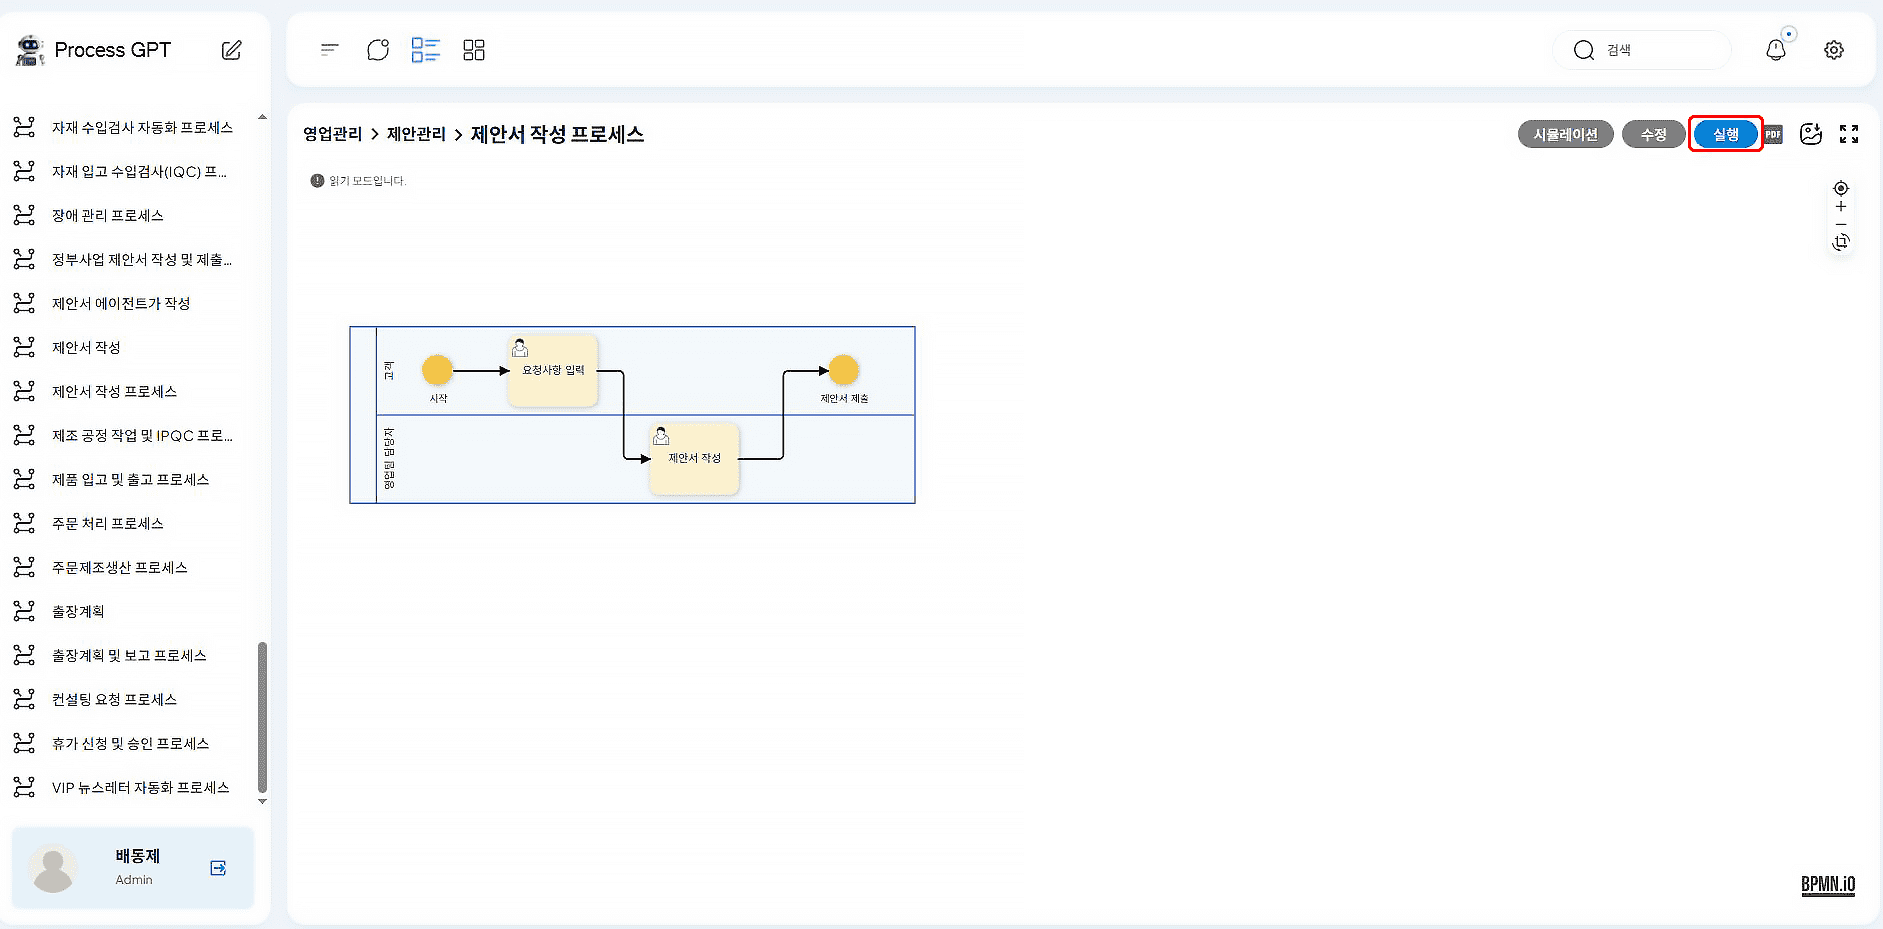 Process GPT
자재 수입검사 자동화 프로세스
자재 입고 수입검사(IQC) 프...
장애 관리 프로세스
정부사업 제안서 작성 및 제출...
제안서 에이전트가 작성
제안서 작성
제안서 작성 프로세스
제조 공정 작업 및 IPQC 프로...
제품 입고 및 출고 프로세스
주문 처리 프로세스
주문제조생산 프로세스
출장계획
출장계획 및 보고 프로세스
컨설팅 요청 프로세스
휴가 신청 및 승인 프로세스
VIP 뉴스레터 자동화 프로세스
배동제
Admin
검색
영업관리 > 제안관리 > 제안서 작성 프로세스
시뮬레이션
수정
실행
PDF
읽기 모드입니다.
고객
시작
요청사항 입력
제안서 제출
영업팀 담당자
제안서 작성
BPMN.iO